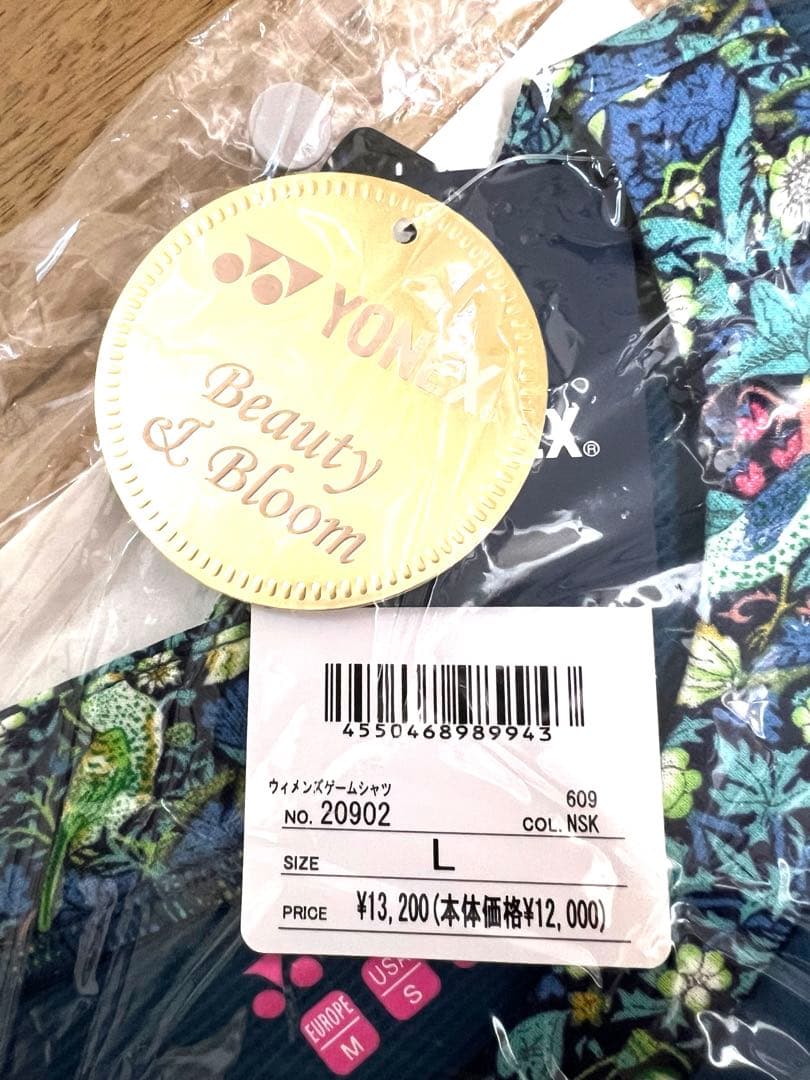 YONEX
Beauty
& Bloom
EX®
4550468989943
ウィメンズゲームシャツ
609
NO. 20902
COL. NSK
SIZE L
PRICE ¥13,200(本体価格¥12,000)
EUROPE
M
USA
S